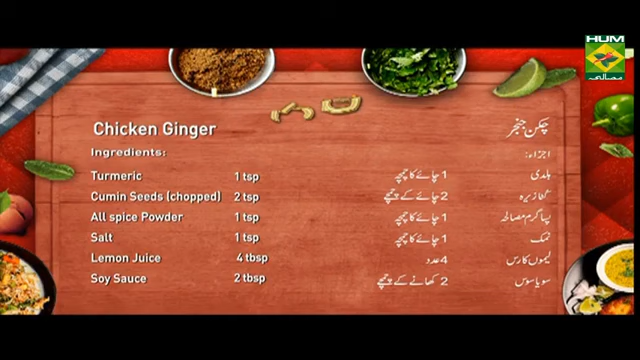 HUM
مصالحہ
Chicken Ginger چکن جنجر
Ingredients: اجزاء:
Turmeric 1 tsp 1 چائے کا چمچہ ہلدی
Cumin Seeds (chopped) 2 tsp 2 چائے کے چمچے کٹا زیرہ
All spice Powder 1 tsp 1 چائے کا چمچہ پسا گرم مصالحہ
Salt 1 tsp 1 چائے کا چمچہ نمک
Lemon Juice 4 tbsp 4 عدد لیموں کا رس
Soy Sauce 2 tbsp 2 کھانے کے چمچے سویا سوس